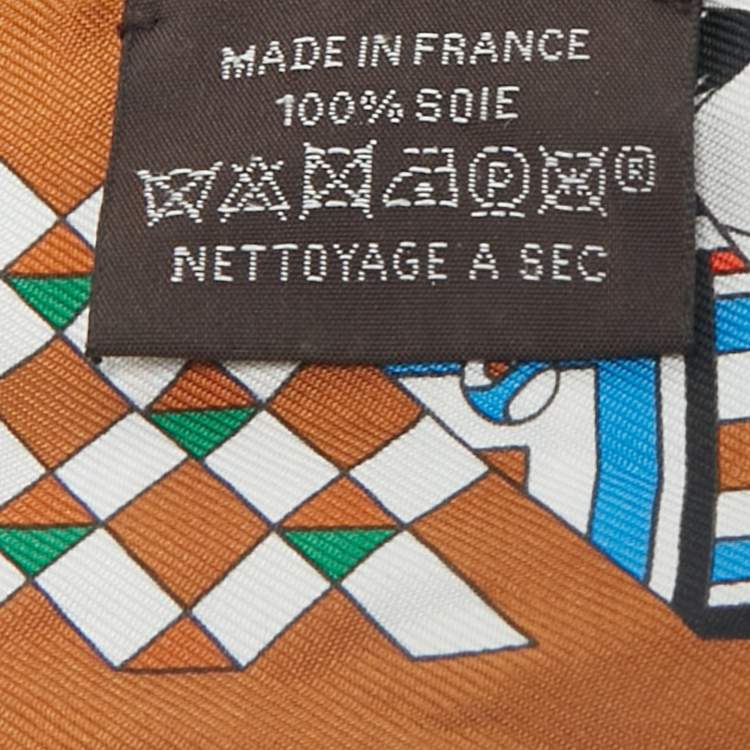 MADE IN FRANCE
100% SOIE
P ®
NETTOYAGE A SEC